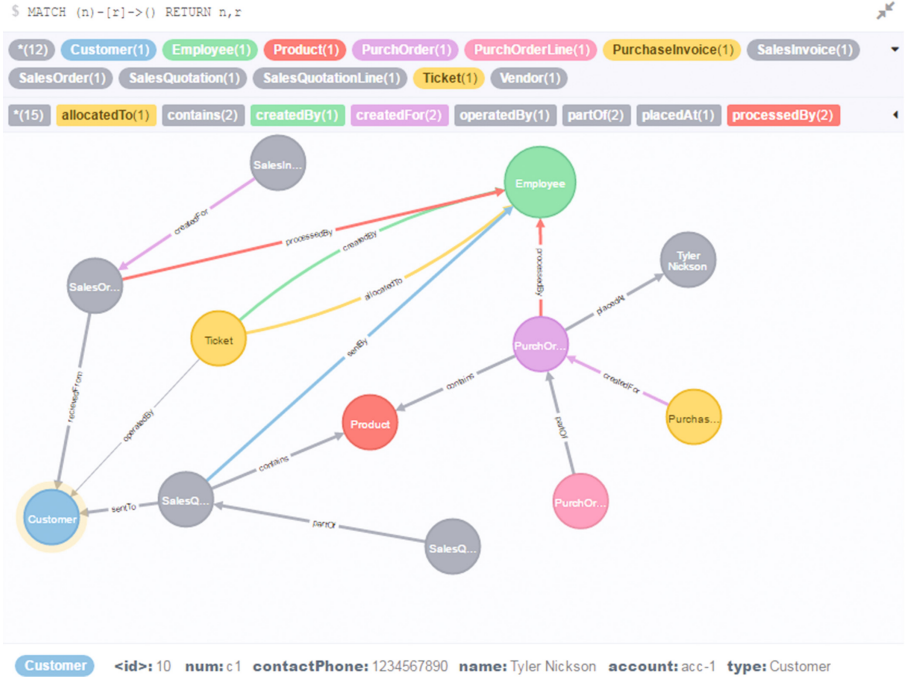 $ MATCH (n)-[r]->() RETURN n,r
*(12) Customer(1) Employee(1) Product(1) PurchOrder(1) PurchOrderLine(1) PurchaseInvoice(1) SalesInvoice(1)
SalesOrder(1) SalesQuotation(1) SalesQuotationLine(1) Ticket(1) Vendor(1)
*(15) allocatedTo(1) contains(2) createdBy(1) createdFor(2) operatedBy(1) partOf(2) placedAt(1) processedBy(2)
SalesIn...
Employee
createdFor
processedBy
createdBy
Tyler
Nickson
processedBy
SalesOr...
allocatedTo
placedAt
Ticket
sentBy
PurchOr...
recievedFrom
contains
createdFor
operatedBy
Product
Purchas...
partOf
contains
SalesQ...
PurchOr...
sentTo
Customer
partOf
SalesQ...
Customer <id>: 10 num: c1 contactPhone: 1234567890 name: Tyler Nickson account: acc-1 type: Customer